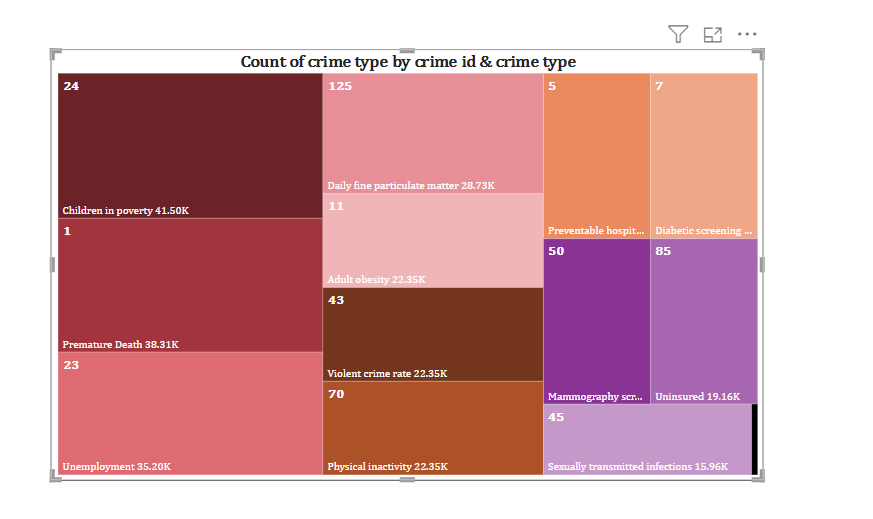 Count of crime type by crime id & crime type
24
Children in poverty 41.50K
1
Premature Death 38.31K
23
Unemployment 35.20K
125
Daily fine particulate matter 28.73K
11
Adult obesity 22.35K
43
Violent crime rate 22.35K
70
Physical inactivity 22.35K
5
Preventable hospit...
7
Diabetic screening ...
50
Mammography scr...
85
Uninsured 19.16K
45
Sexually transmitted infections 15.96K